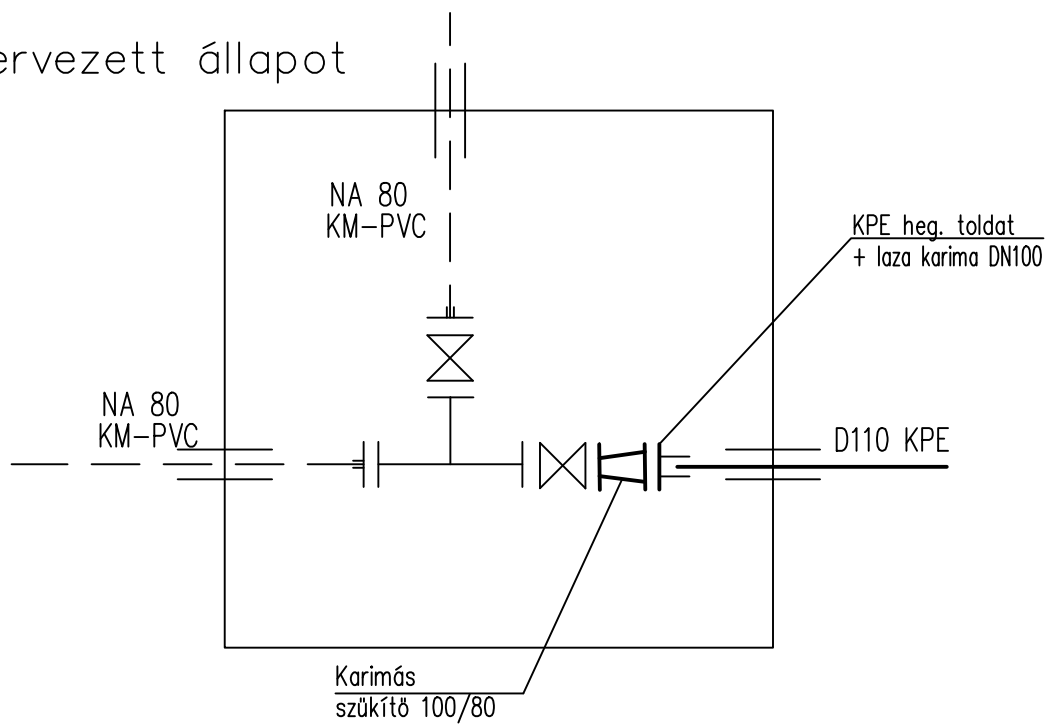 ervezett állapot
NA 80
KM-PVC
KPE heg. toldat
+ laza karima DN100
NA 80
KM-PVC
D110 KPE
Karimás
szűkítő 100/80